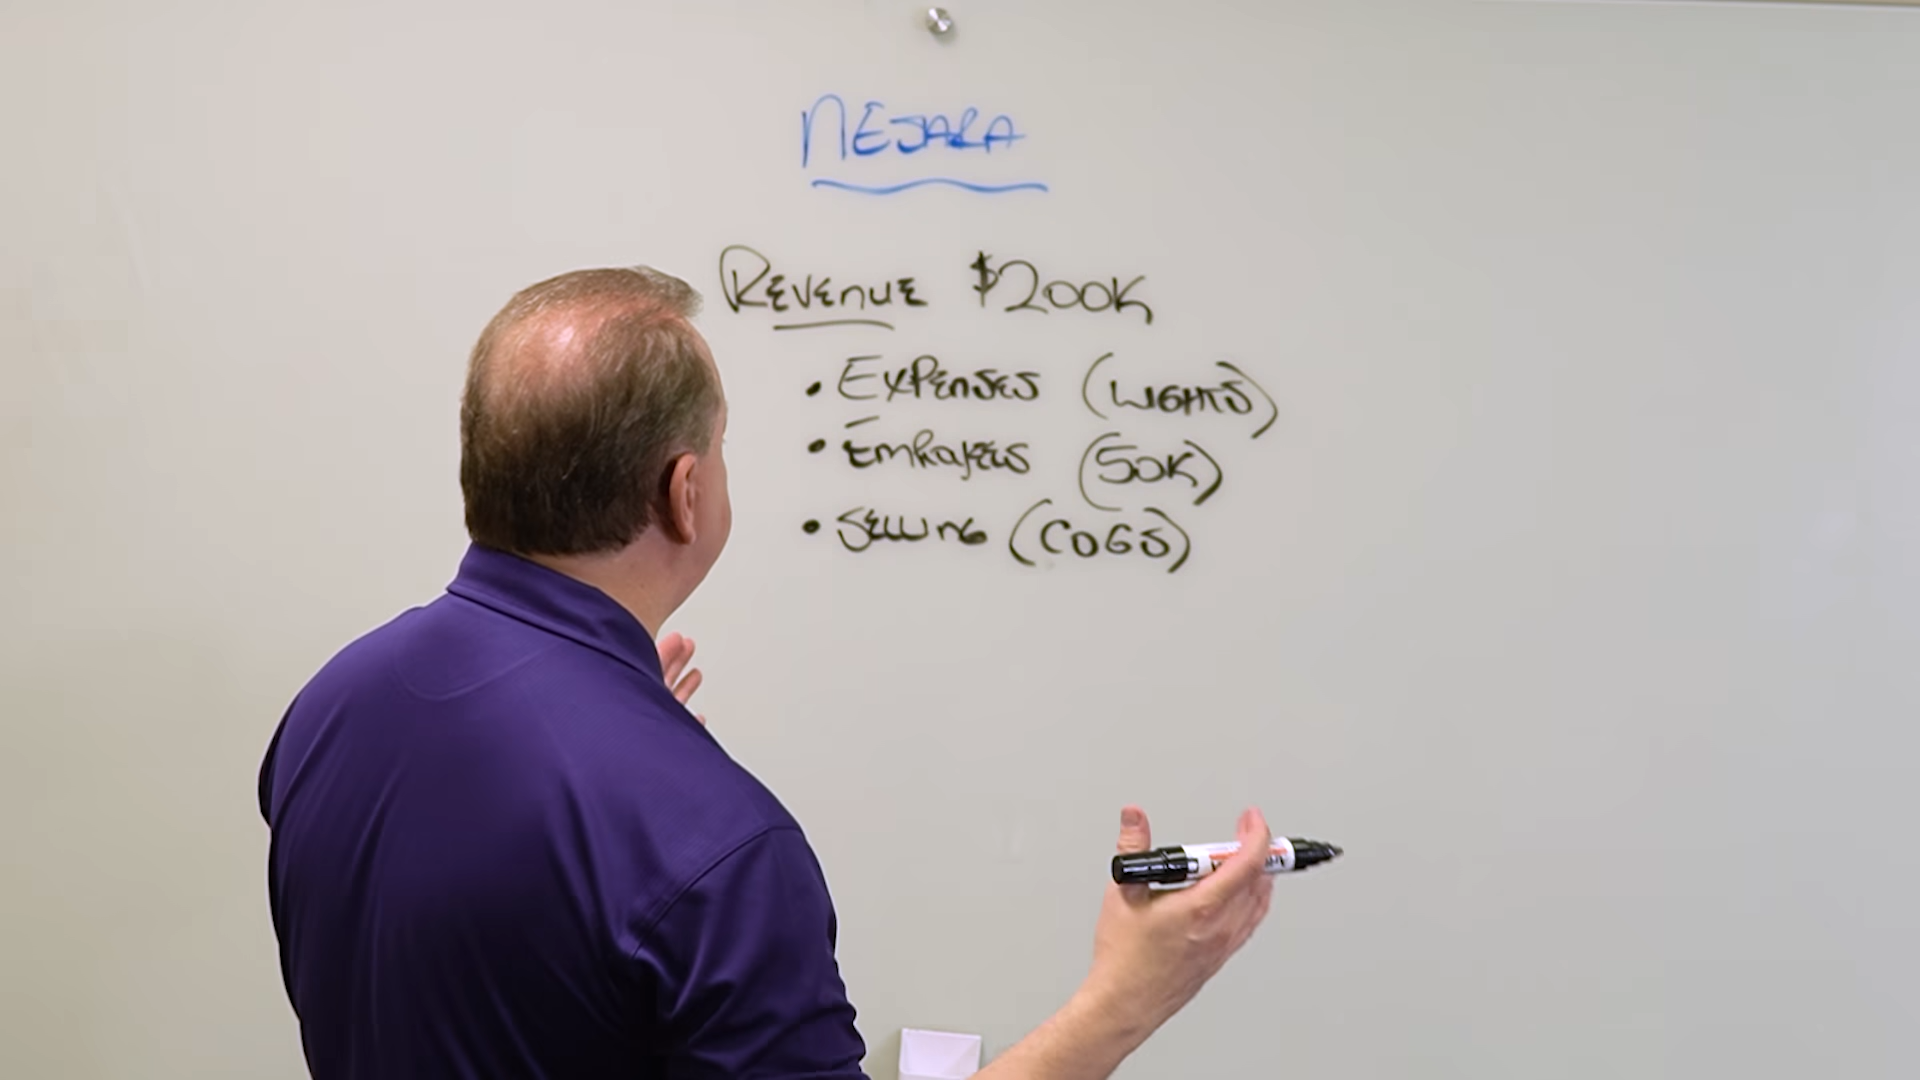 NEJARA
REVENUE $200K
• EXPENSES (LIGHTS)
• EMPLOYEES (50K)
• SELLING (COGS)